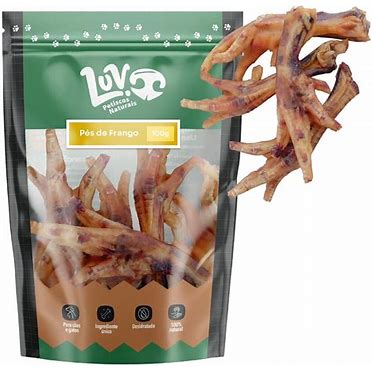 LUV
Petiscos
Naturais
Pés de Frango 100g
Para cães
e gatos
Ingrediente
único
Desidratado
100%
natural